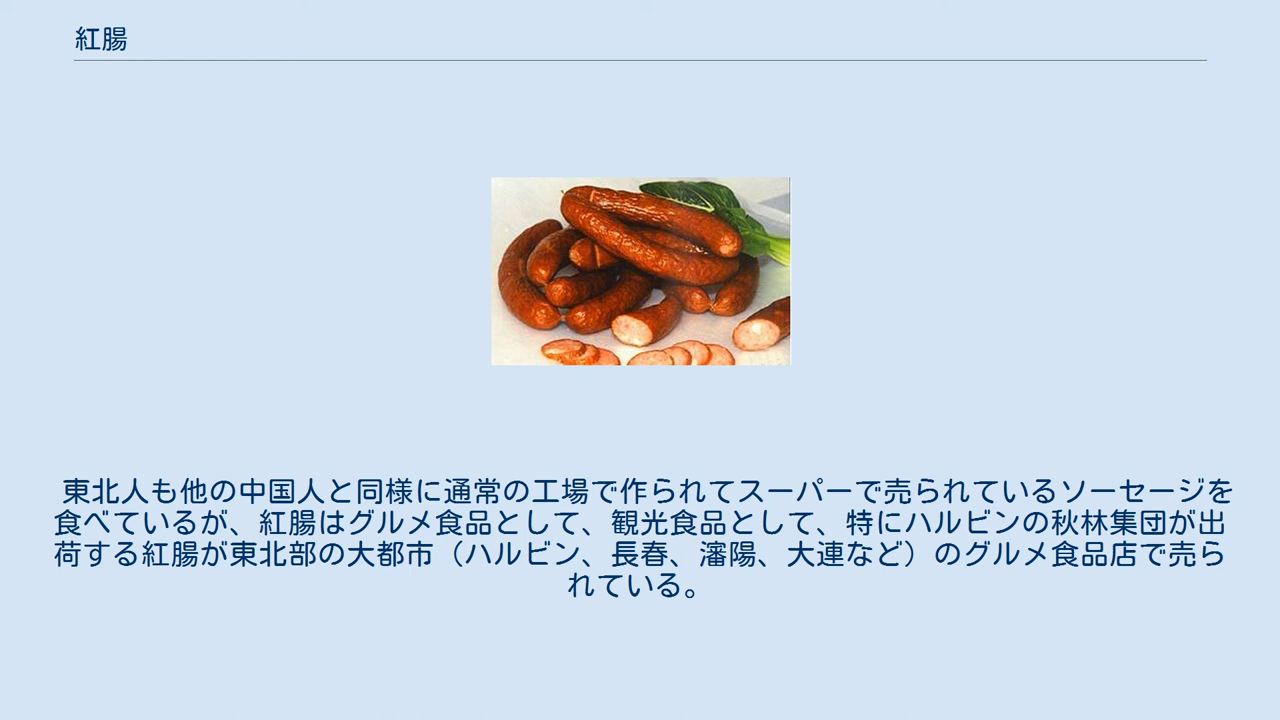 紅腸
東北人も他の中国人と同様に通常の工場で作られてスーパーで売られているソーセージを
食べているが、紅腸はグルメ食品として、観光食品として、特にハルビンの秋林集団が出
荷する紅腸が東北部の大都市（ハルビン、長春、瀋陽、大連など）のグルメ食品店で売ら
れている。